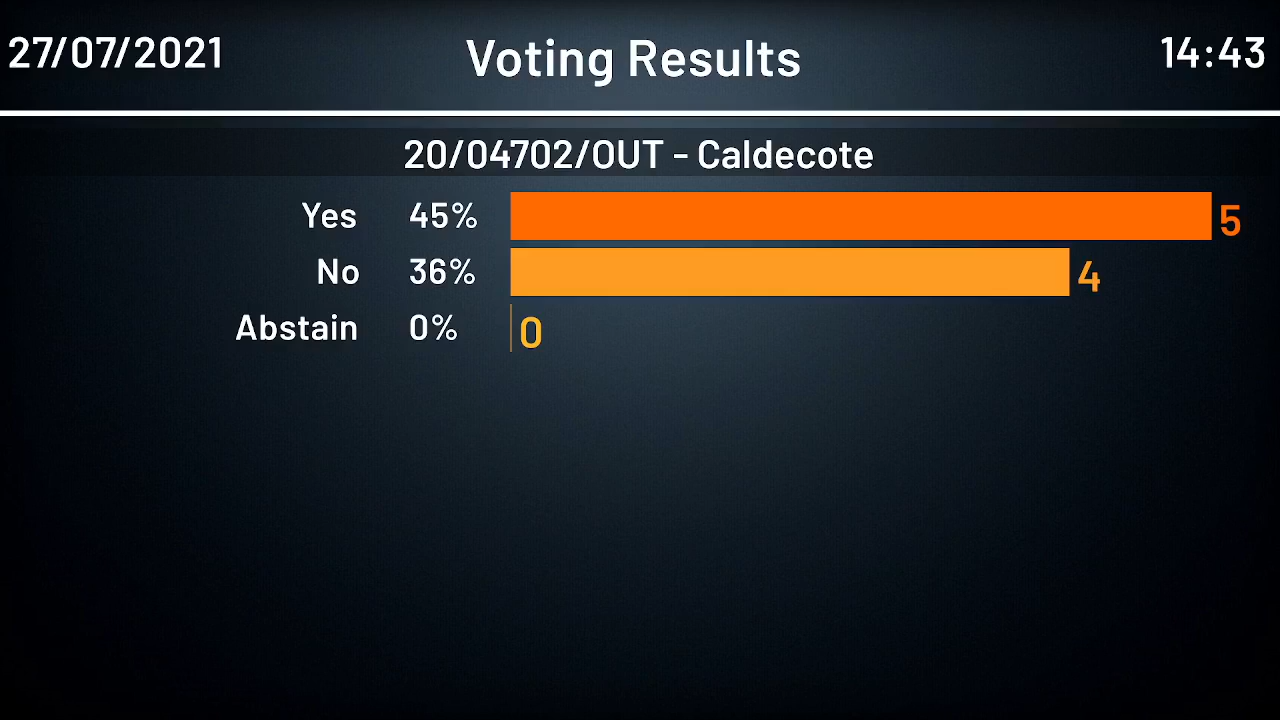 27/07/2021 Voting Results 14:43
20/04702/OUT - Caldecote
Yes 45% 5
No 36% 4
Abstain 0% 0